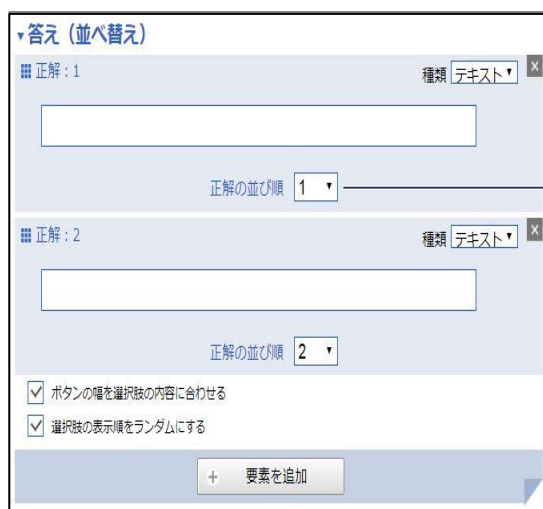 ▼答え（並べ替え）
正解：1 種類 テキスト▼ x
正解の並び順 1 ▼
正解：2 種類 テキスト▼ x
正解の並び順 2 ▼
ボタンの幅を選択肢の内容に合わせる
選択肢の表示順をランダムにする
+ 要素を追加